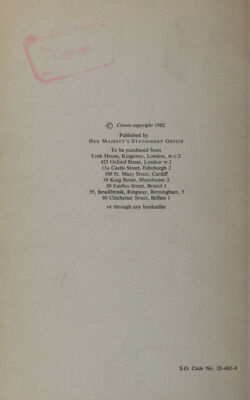 14 SEP 1962
© Crown copyright 1962
Published by
HER MAJESTY'S STATIONERY OFFICE
To be purchased from
York House, Kingsway, London, W.C.2
423 Oxford Street, London W.1
13A Castle Street, Edinburgh 2
109 St. Mary Street, Cardiff
39 King Street, Manchester 2
50 Fairfax Street, Bristol 1
35, Smallbrook, Ringway, Birmingham, 5
80 Chichester Street, Belfast 1
or through any bookseller
S.O. Code No. 32-462-4